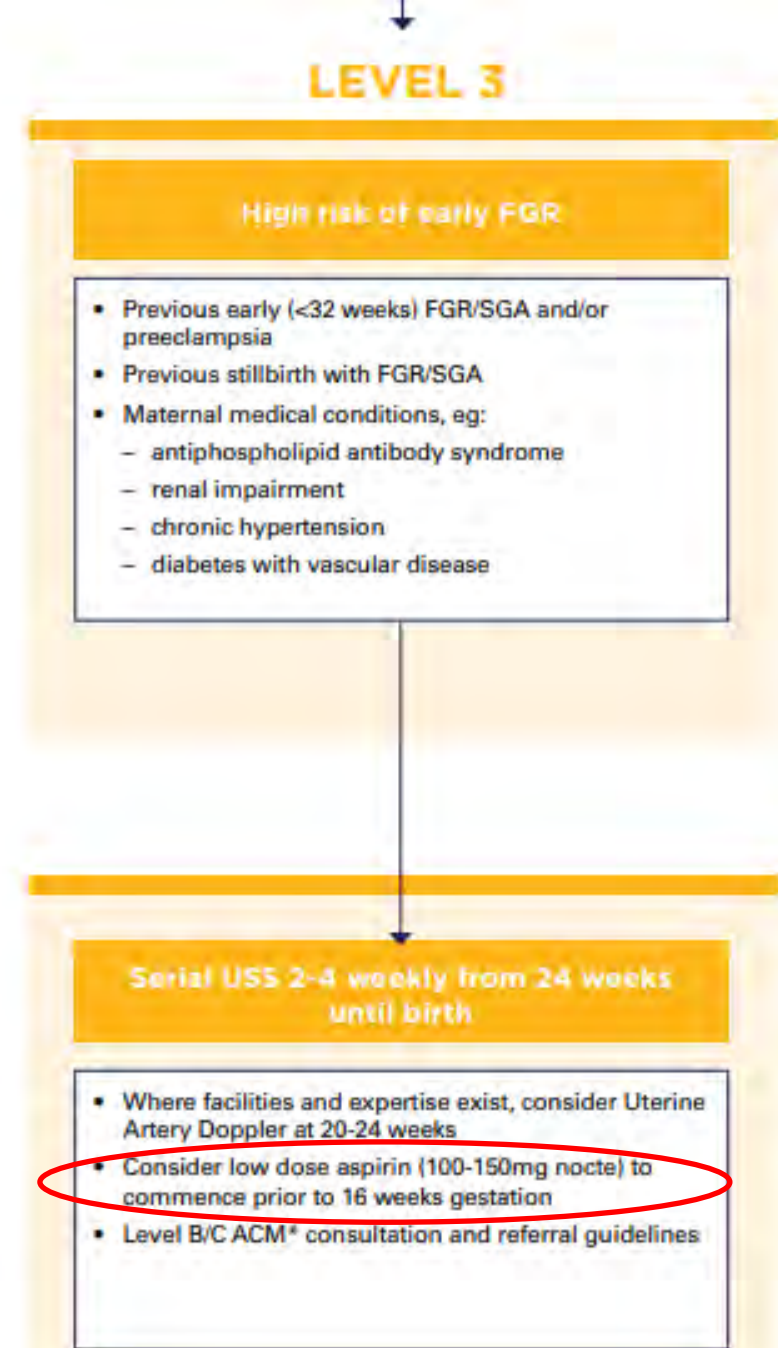 LEVEL 3
High risk of early FGR
• Previous early (<32 weeks) FGR/SGA and/or
preeclampsia
• Previous stillbirth with FGR/SGA
• Maternal medical conditions, eg:
– antiphospholipid antibody syndrome
– renal impairment
– chronic hypertension
– diabetes with vascular disease
Serial USS 2-4 weekly from 24 weeks
until birth
• Where facilities and expertise exist, consider Uterine
Artery Doppler at 20-24 weeks
• Consider low dose aspirin (100-150mg nocte) to
commence prior to 16 weeks gestation
• Level B/C ACM* consultation and referral guidelines